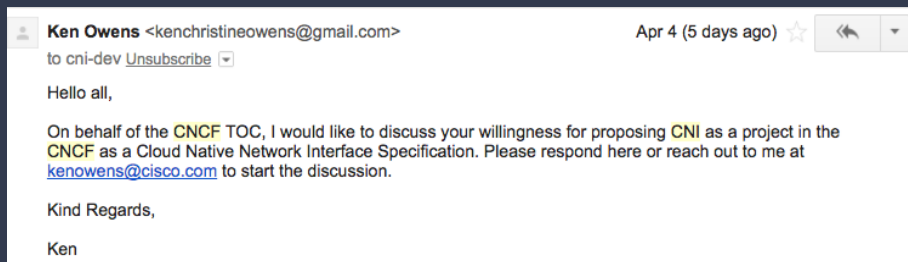 Ken Owens <kenchristineowens@gmail.com>
Apr 4 (5 days ago)
to cni-dev Unsubscribe
Hello all,
On behalf of the CNCF TOC, I would like to discuss your willingness for proposing CNI as a project in the
CNCF as a Cloud Native Network Interface Specification. Please respond here or reach out to me at
kenowens@cisco.com to start the discussion.
Kind Regards,
Ken